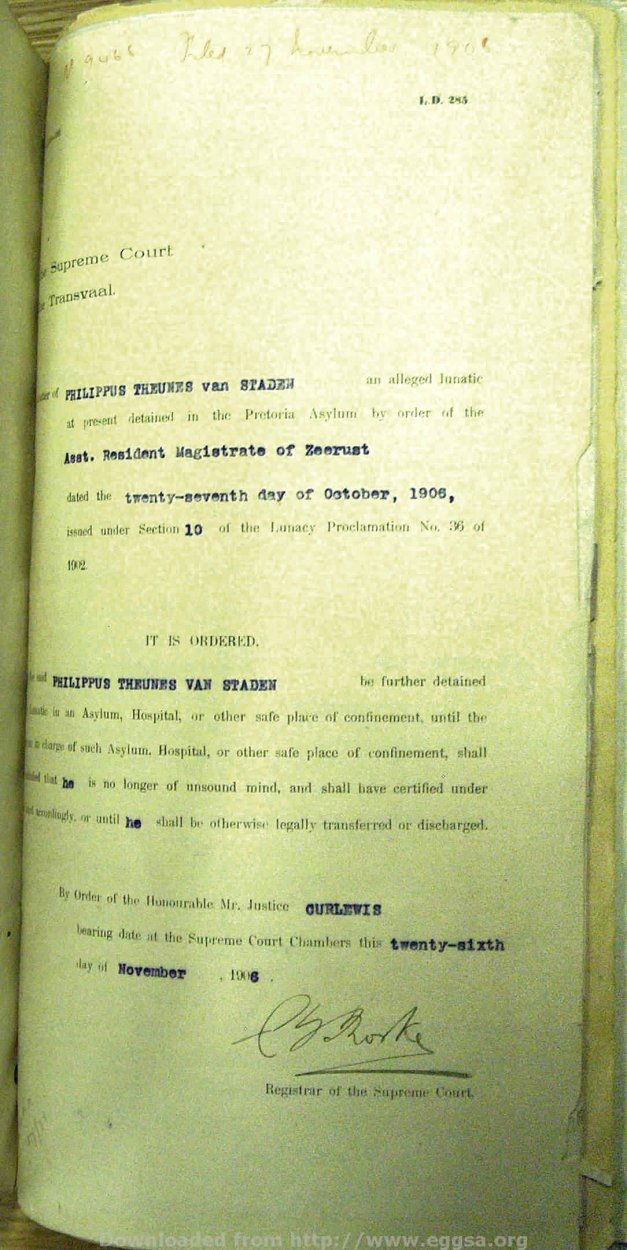 9466 Filed 27 November 1906
L.D. 285
Supreme Court
Transvaal.
of PHILIPPUS THEUNES van STADEN an alleged lunatic
at present detained in the Pretoria Asylum by order of the
Asst. Resident Magistrate of Zeerust
dated the twenty-seventh day of October, 1906,
issued under Section 10 of the Lunacy Proclamation No. 36 of
1902.
IT IS ORDERED,
said PHILIPPUS THEUNES VAN STADEN be further detained
in an Asylum, Hospital, or other safe place of confinement, until the
charge of such Asylum, Hospital, or other safe place of confinement, shall
that he is no longer of unsound mind, and shall have certified under
accordingly, or until he shall be otherwise legally transferred or discharged.
By Order of the Honourable Mr. Justice CURLEWIS
bearing date at the Supreme Court Chambers this twenty-sixth
day of November , 1906 .
Registrar of the Supreme Court.
Downloaded from http://www.eggsa.org